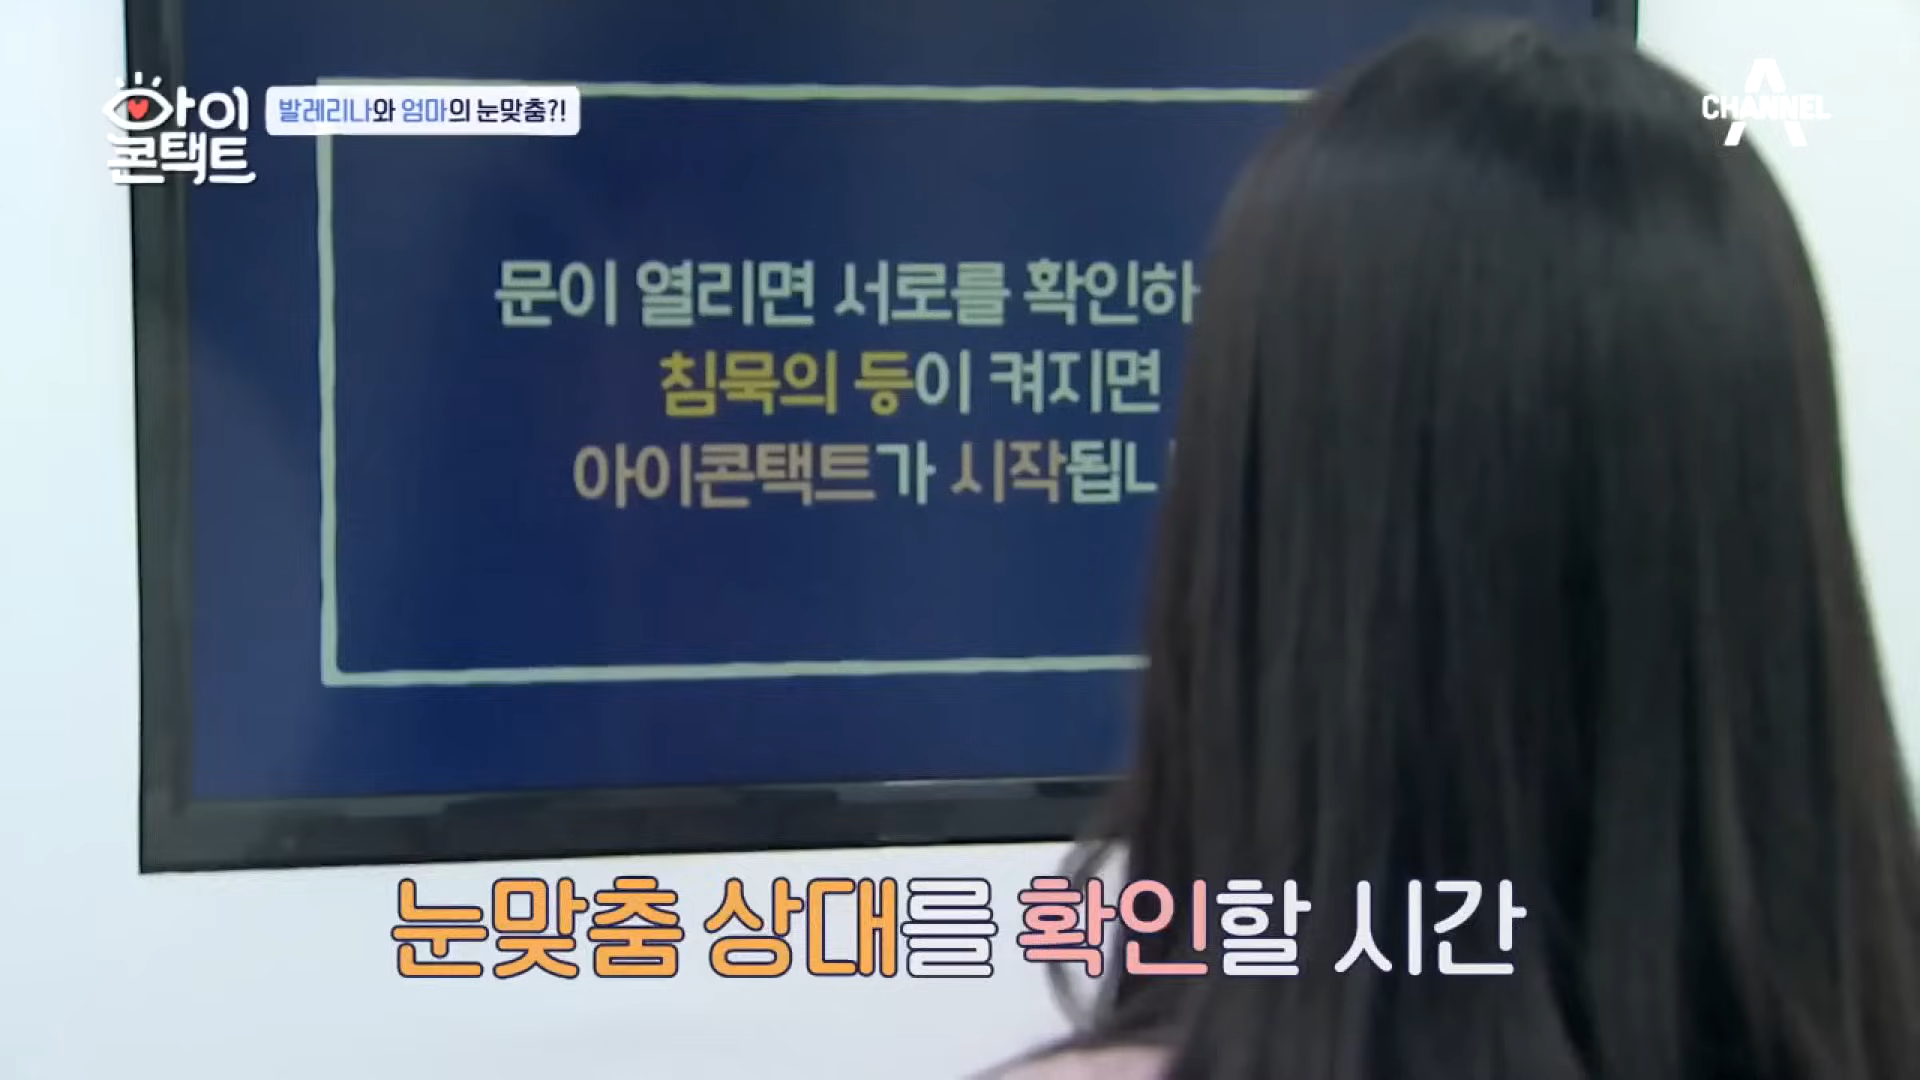 아이
콘택트
발레리나와 엄마의 눈맞춤?!
CHANNEL A
문이 열리면 서로를 확인하
침묵의 등이 켜지면
아이콘택트가 시작됩니
눈맞춤 상대를 확인할 시간